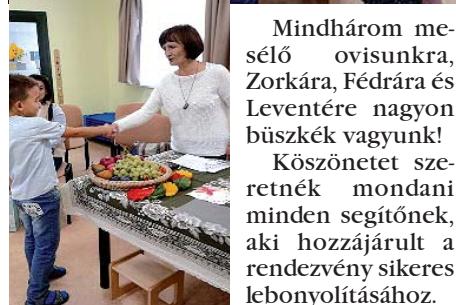 Mindhárom me-
sélő ovisunkra,
Zorkára, Fédrára és
Leventére nagyon
büszkék vagyunk!
Köszönetet sze-
retnék mondani
minden segítőnek,
aki hozzájárult a
rendezvény sikeres
lebonyolításához.